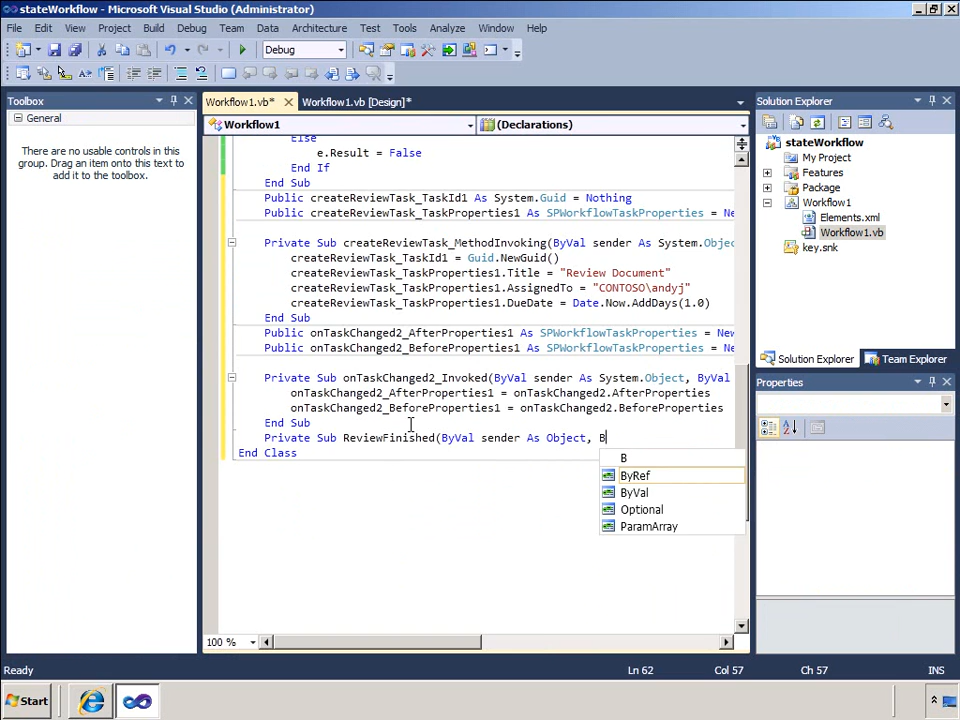 stateWorkflow - Microsoft Visual Studio (Administrator)
File Edit View Project Build Debug Team Data Architecture Test Tools Analyze Window Help
Debug
Toolbox
General
There are no usable controls in this
group. Drag an item onto this text to
add it to the toolbox.
Workflow1.vb* Workflow1.vb [Design]*
Workflow1 (Declarations)
Else
e.Result = False
End If
End Sub
Public createReviewTask_TaskId1 As System.Guid = Nothing
Public createReviewTask_TaskProperties1 As SPWorkflowTaskProperties = Ne
Private Sub createReviewTask_MethodInvoking(ByVal sender As System.Objec
createReviewTask_TaskId1 = Guid.NewGuid()
createReviewTask_TaskProperties1.Title = "Review Document"
createReviewTask_TaskProperties1.AssignedTo = "CONTOSO\andyj"
createReviewTask_TaskProperties1.DueDate = Date.Now.AddDays(1.0)
End Sub
Public onTaskChanged2_AfterProperties1 As SPWorkflowTaskProperties = New
Public onTaskChanged2_BeforeProperties1 As SPWorkflowTaskProperties = Ne
Private Sub onTaskChanged2_Invoked(ByVal sender As System.Object, ByVal
onTaskChanged2_AfterProperties1 = onTaskChanged2.AfterProperties
onTaskChanged2_BeforeProperties1 = onTaskChanged2.BeforeProperties
End Sub
Private Sub ReviewFinished(ByVal sender As Object, B
End Class
B
ByRef
ByVal
Optional
ParamArray
100 %
Solution Explorer
stateWorkflow
My Project
Features
Package
Workflow1
Elements.xml
Workflow1.vb
key.snk
Solution Explorer Team Explorer
Properties
Ready Ln 62 Col 57 Ch 57 INS
Start